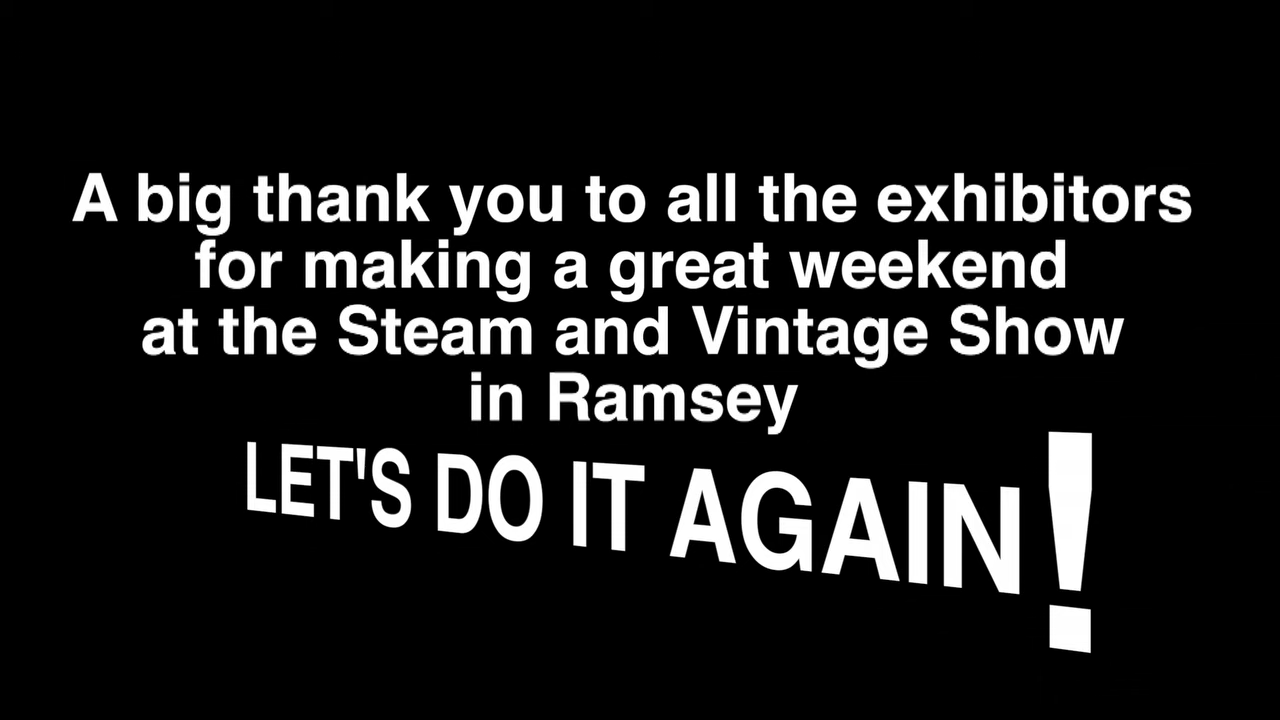 A big thank you to all the exhibitors
for making a great weekend
at the Steam and Vintage Show
in Ramsey
LET'S DO IT AGAIN!